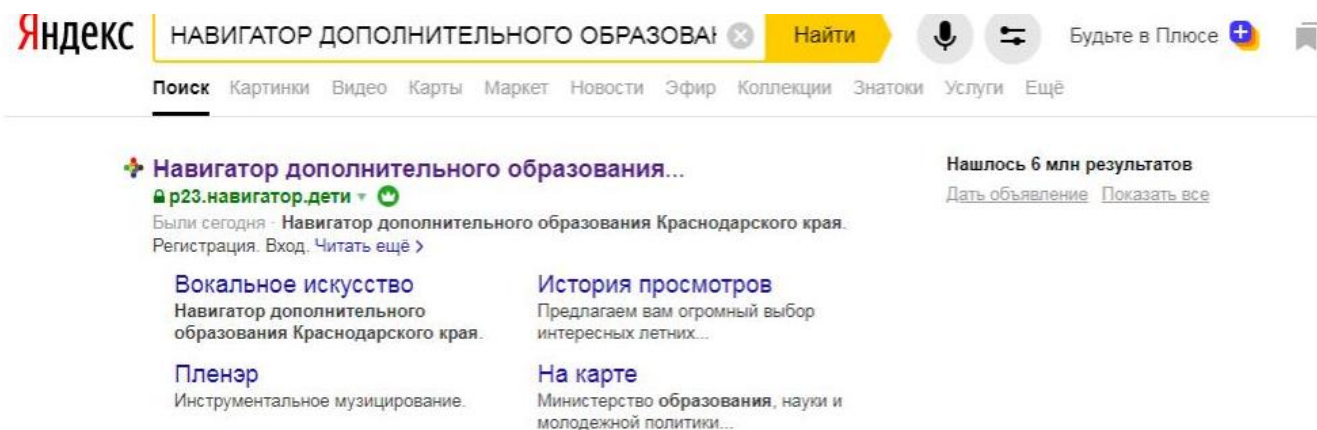 Яндекс
НАВИГАТОР ДОПОЛНИТЕЛЬНОГО ОБРАЗОВА
Найти
Будьте в Плюсе
Поиск Картинки Видео Карты Маркет Новости Эфир Коллекции Знатоки Услуги Ещё
Навигатор дополнительного образования...
р23.навигатор.дети
Были сегодня · Навигатор дополнительного образования Краснодарского края.
Регистрация. Вход. Читать ещё >
Вокальное искусство
Навигатор дополнительного
образования Краснодарского края.
История просмотров
Предлагаем вам огромный выбор
интересных летних...
Пленэр
Инструментальное музицирование.
На карте
Министерство образования, науки и
молодежной политики...
Нашлось 6 млн результатов
Дать объявление Показать все